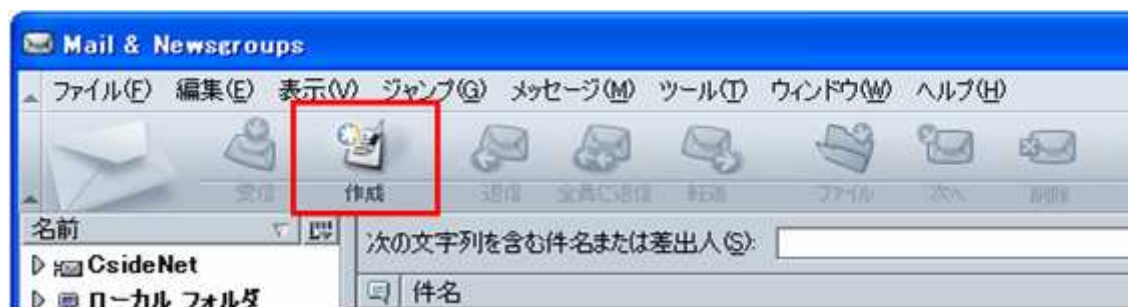 Mail & Newsgroups
ファイル(F) 編集(E) 表示(V) ジャンプ(G) メッセージ(M) ツール(T) ウィンドウ(W) ヘルプ(H)
受信 作成 返信 全員に返信 転送 ファイル 次へ 削除
名前
次の文字列を含む件名または差出人(S):
CsideNet
件名
ローカル フォルダ